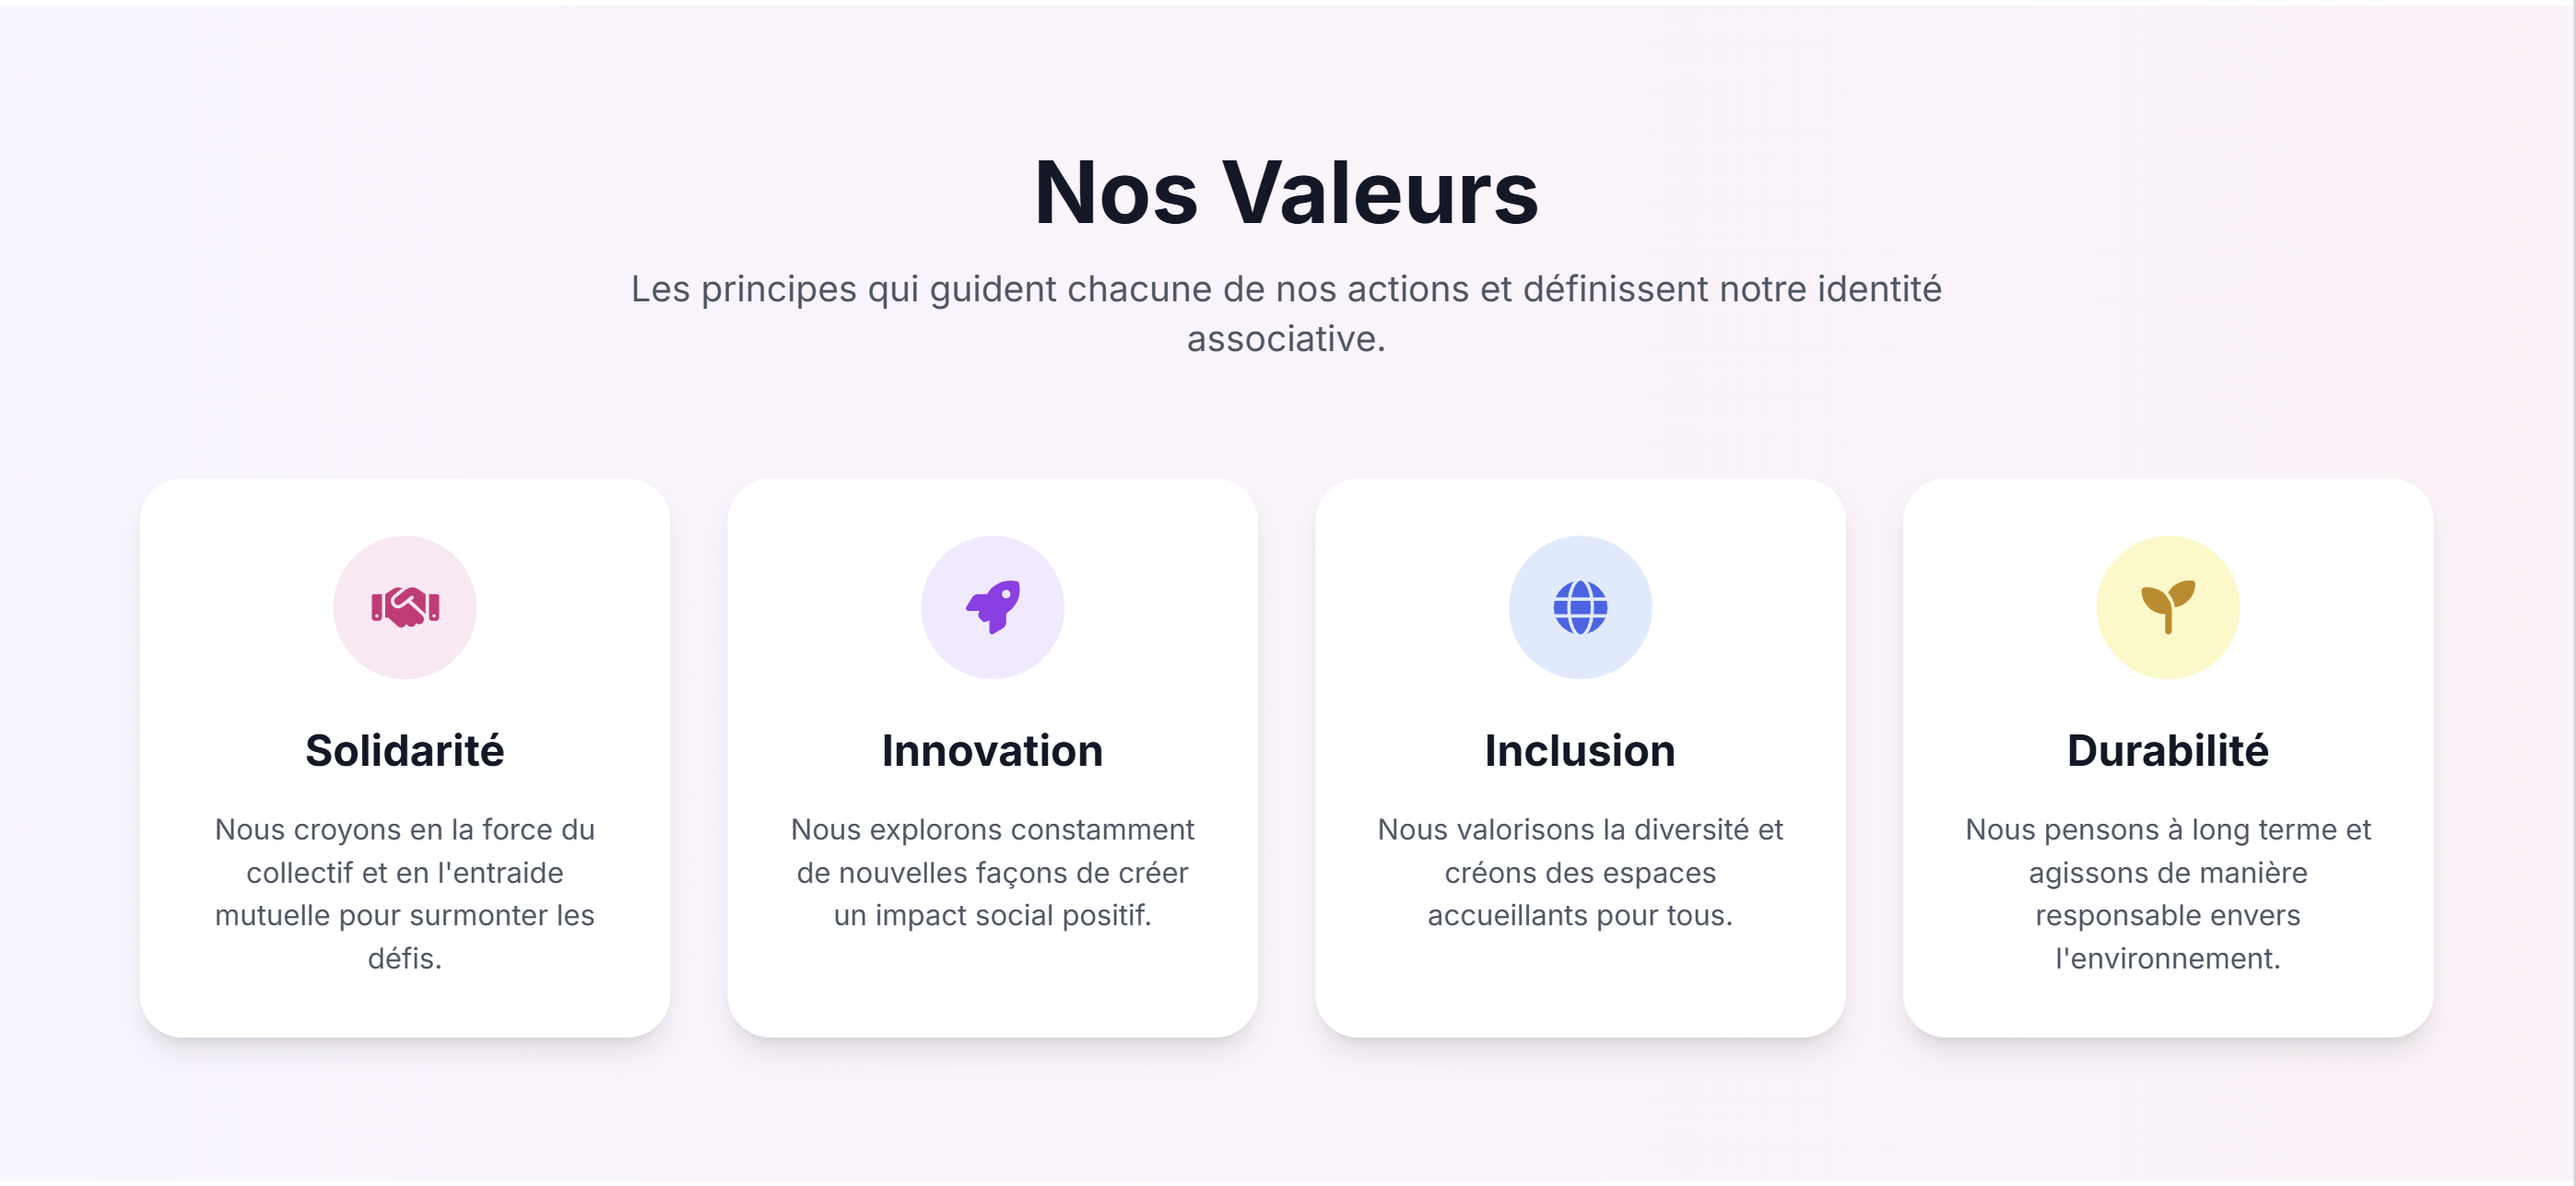 Nos Valeurs
Les principes qui guident chacune de nos actions et définissent notre identité
associative.
Solidarité
Nous croyons en la force du
collectif et en l'entraide
mutuelle pour surmonter les
défis.
Innovation
Nous explorons constamment
de nouvelles façons de créer
un impact social positif.
Inclusion
Nous valorisons la diversité et
créons des espaces
accueillants pour tous.
Durabilité
Nous pensons à long terme et
agissons de manière
responsable envers
l'environnement.